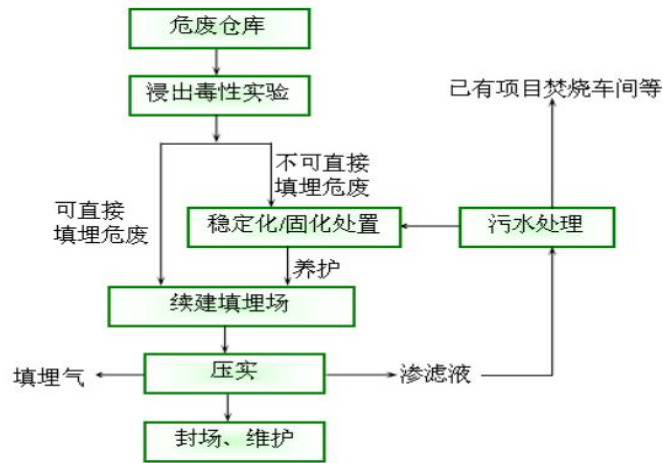 危废仓库
浸出毒性实验
已有项目焚烧车间等
不可直接
填埋危废
可直接
填埋危废
稳定化/固化处置
污水处理
养护
续建填埋场
填埋气
压实
渗滤液
封场、维护